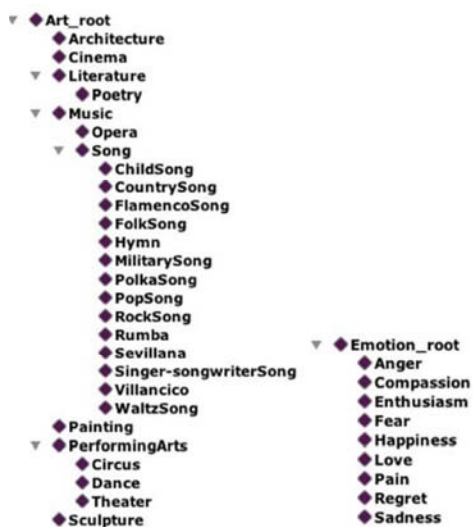 Art_root
Architecture
Cinema
Literature
Poetry
Music
Opera
Song
ChildSong
CountrySong
FlamencoSong
FolkSong
Hymn
MilitarySong
PolkaSong
PopSong
RockSong
Rumba
Sevillana
Singer-songwriterSong
Villancico
WaltzSong
Painting
PerformingArts
Circus
Dance
Theater
Sculpture
Emotion_root
Anger
Compassion
Enthusiasm
Fear
Happiness
Love
Pain
Regret
Sadness